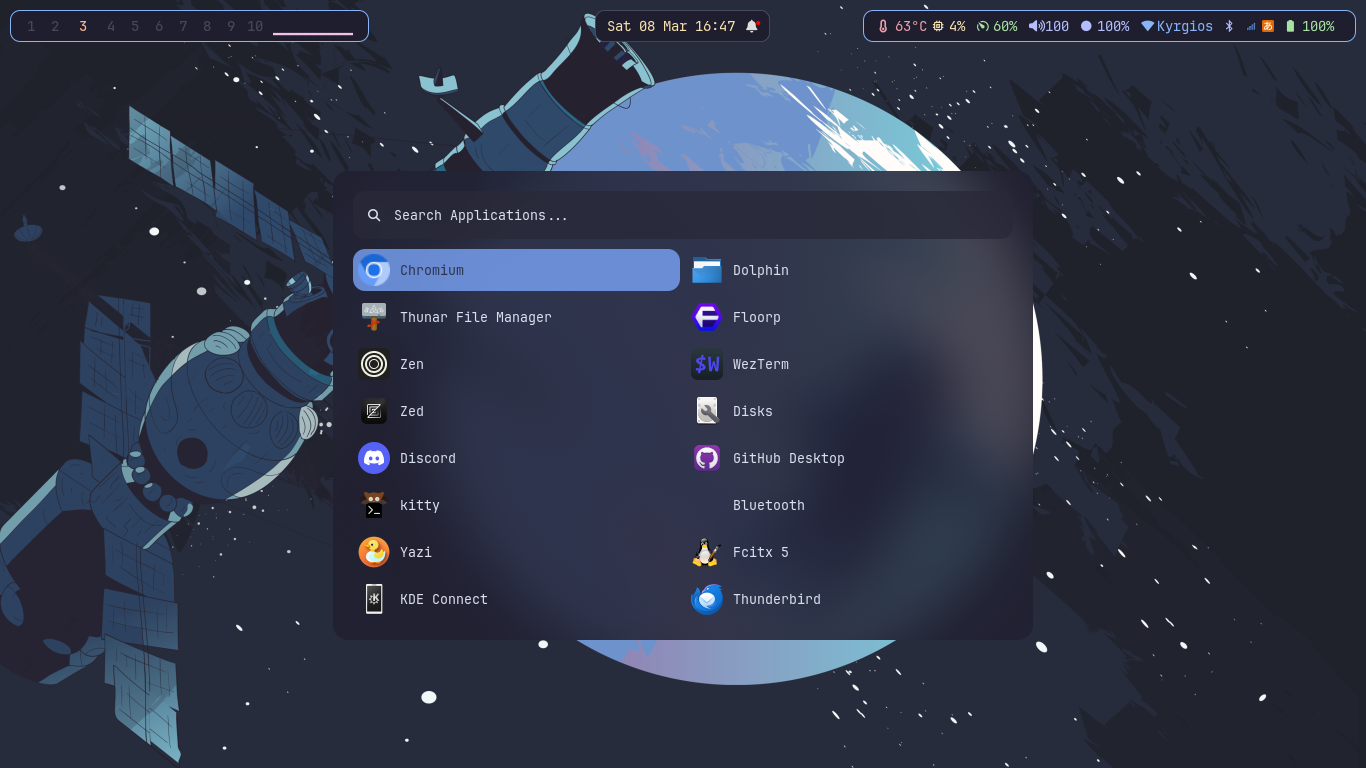 1 2 3 4 5 6 7 8 9 10
Sat 08 Mar 16:47
63°C 4% 60% 100 100% Kyrgios あ 100%
Search Applications...
Chromium
Dolphin
Thunar File Manager
Floorp
Zen
$W
WezTerm
Zed
Disks
Discord
GitHub Desktop
kitty
Bluetooth
Yazi
Fcitx 5
K
KDE Connect
Thunderbird